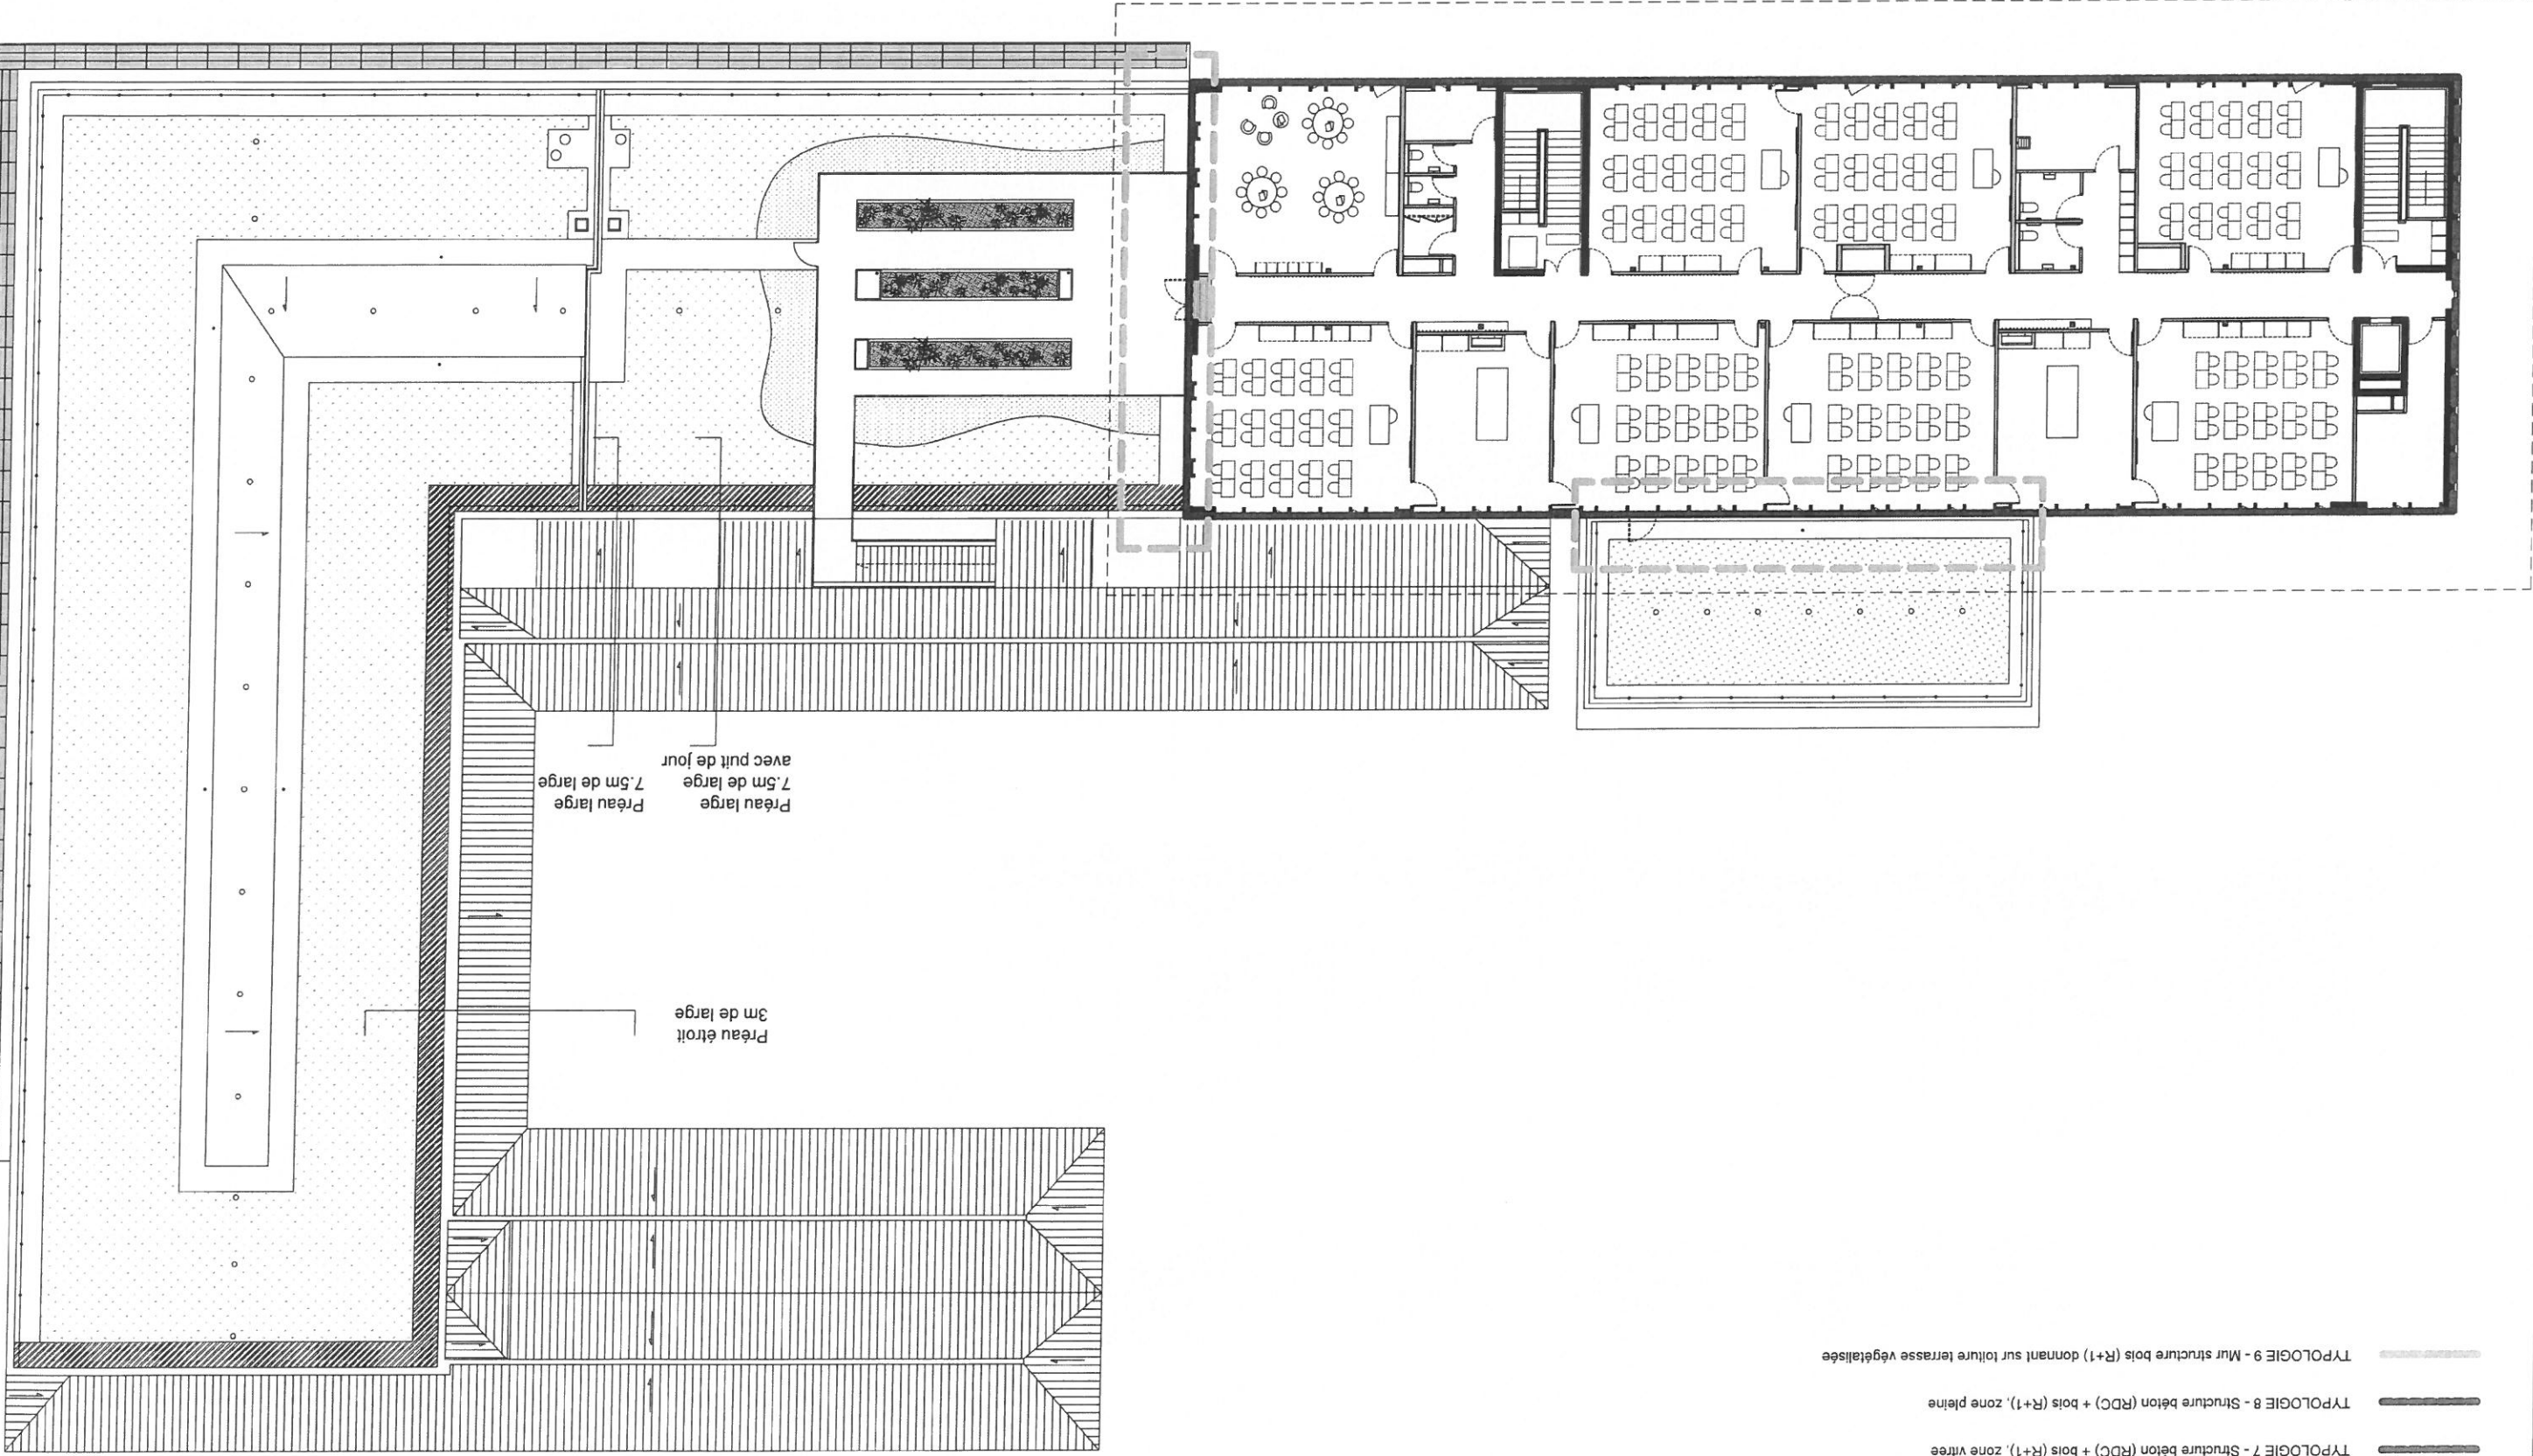 TYPOLOGIE 7 - Structure béton (RDC) + bois (R+1), zone vitrée
TYPOLOGIE 8 - Structure béton (RDC) + bois (R+1), zone pleine
TYPOLOGIE 9 - Mur structure bois (R+1) donnant sur toiture terrasse végétalisée
Préau étroit
3m de large
Préau large
7.5m de large
avec puit de jour
Préau large
7.5m de large